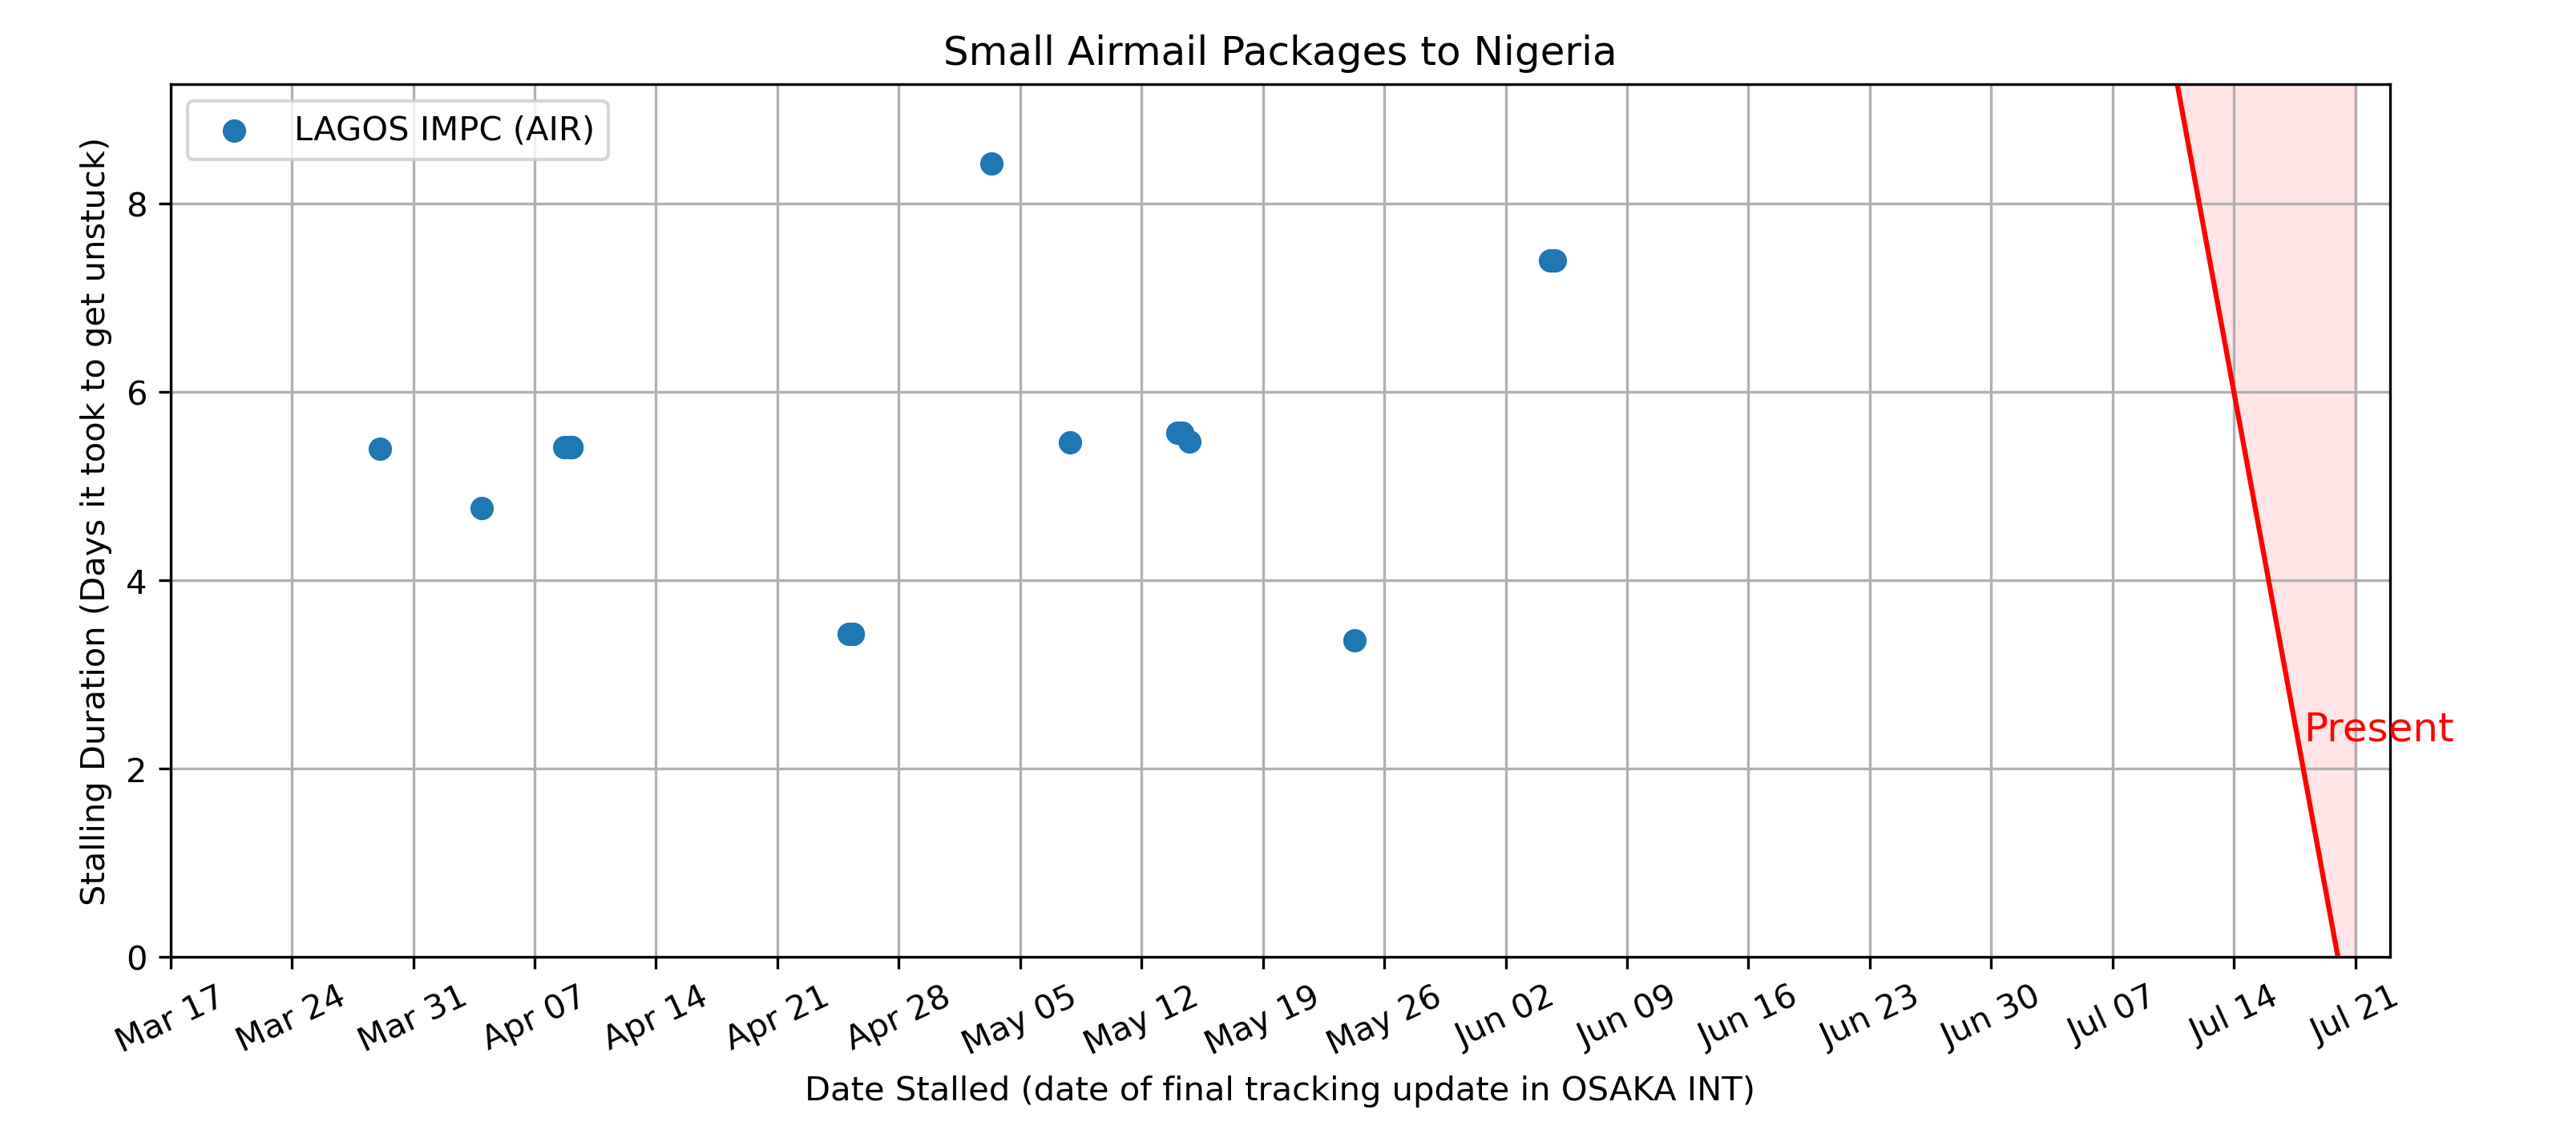 Small Airmail Packages to Nigeria
LAGOS IMPC (AIR)
Stalling Duration (Days it took to get unstuck)
8
6
4
2
0
Present
Mar 17
Mar 24
Mar 31
Apr 07
Apr 14
Apr 21
Apr 28
May 05
May 12
May 19
May 26
Jun 02
Jun 09
Jun 16
Jun 23
Jun 30
Jul 07
Jul 14
Jul 21
Date Stalled (date of final tracking update in OSAKA INT)